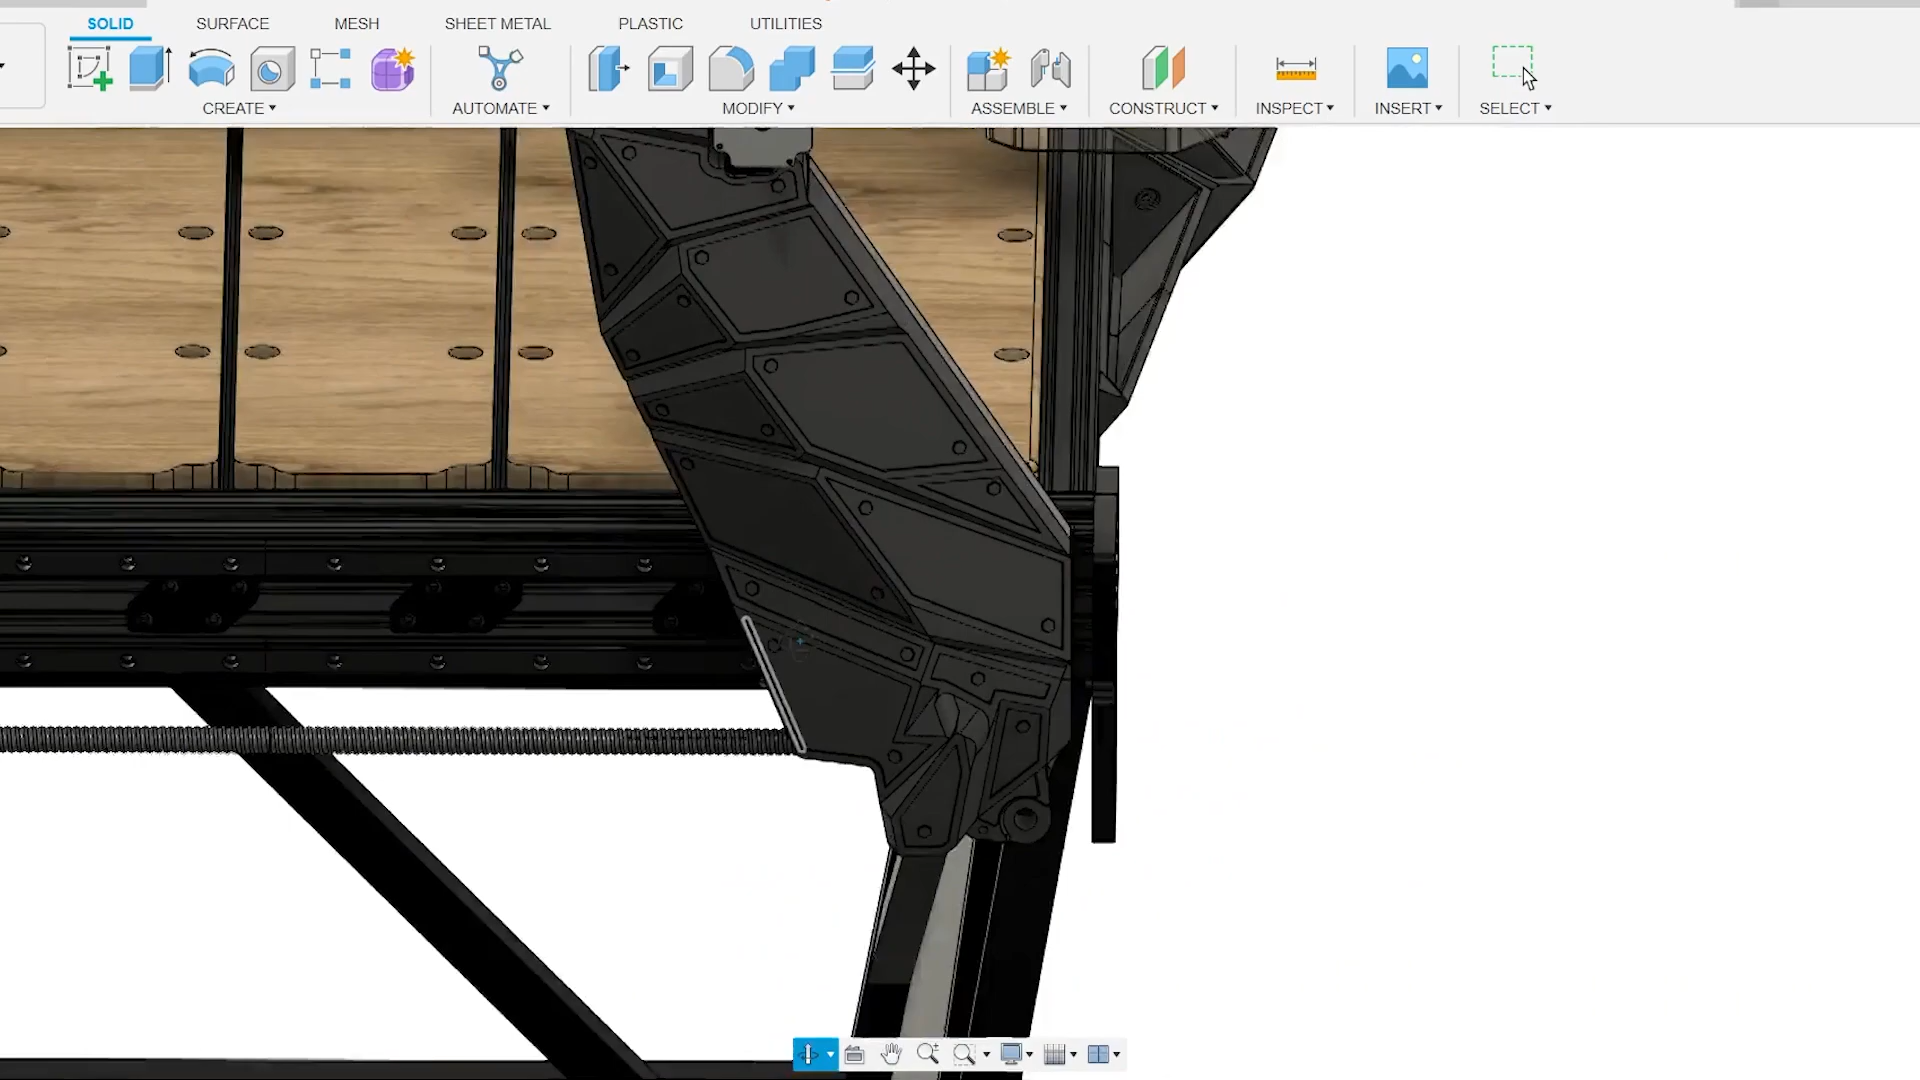 SOLID SURFACE MESH SHEET METAL PLASTIC UTILITIES
CREATE AUTOMATE MODIFY ASSEMBLE CONSTRUCT INSPECT INSERT SELECT